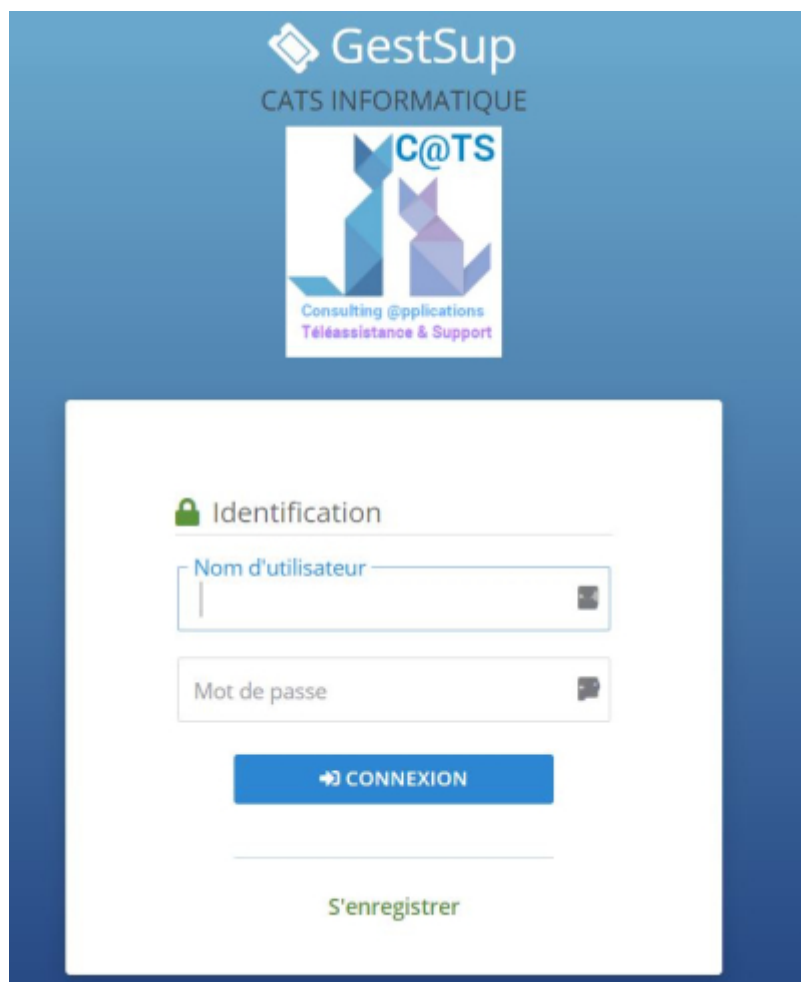 GestSup
CATS INFORMATIQUE
C@TS
Consulting @pplications
Téléassistance & Support
Identification
Nom d'utilisateur
Mot de passe
CONNEXION
S'enregistrer